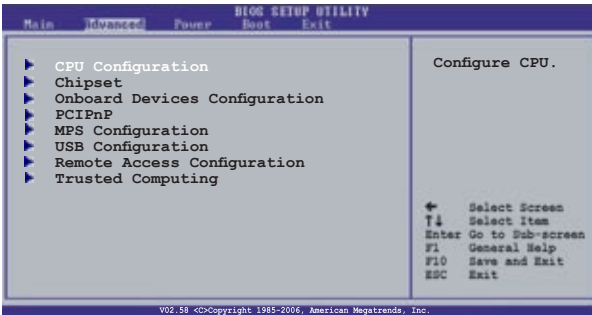 BIOS SETUP UTILITY
Main Advanced Power Boot Exit
CPU Configuration
Chipset
Onboard Devices Configuration
PCIPnP
MPS Configuration
USB Configuration
Remote Access Configuration
Trusted Computing
Configure CPU.
← Select Screen
↑↓ Select Item
Enter Go to Sub-screen
F1 General Help
F10 Save and Exit
ESC Exit
V02.58 <C>Copyright 1985-2006, American Megatrends, Inc.